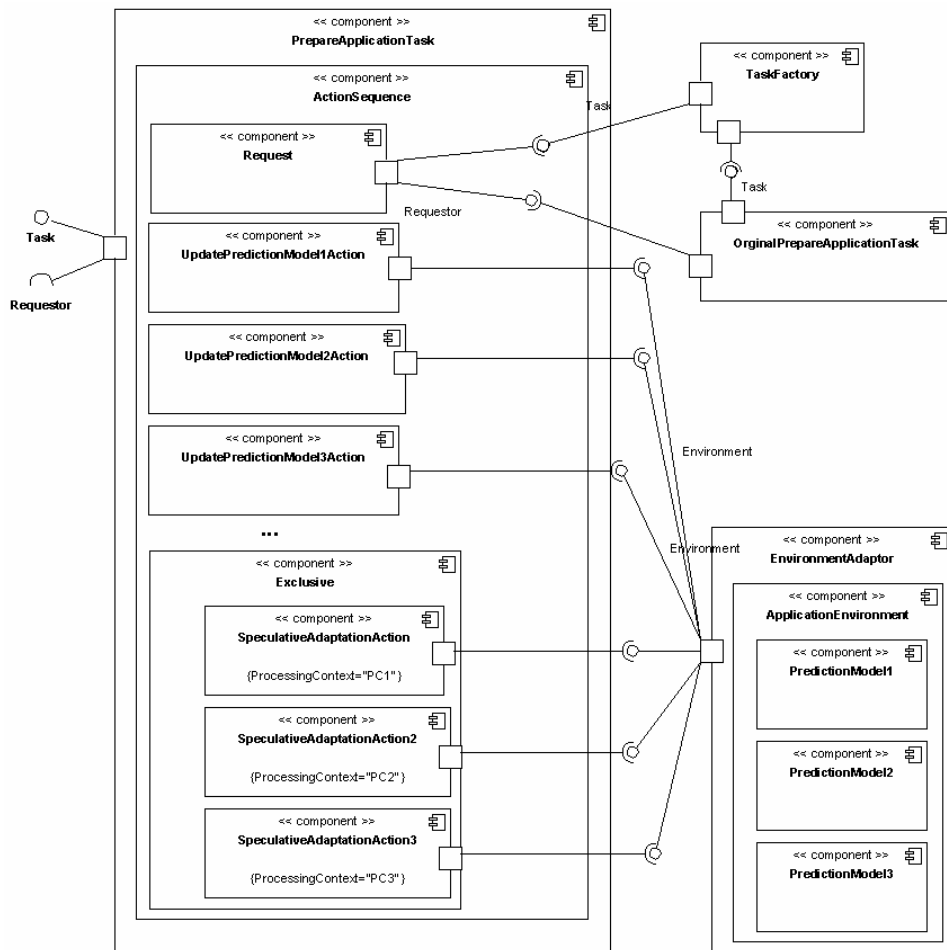 << component >>
PrepareApplicationTask
<< component >>
ActionSequence
<< component >>
Request
Task
Requestor
<< component >>
UpdatePredictionModel1Action
<< component >>
UpdatePredictionModel2Action
<< component >>
UpdatePredictionModel3Action
...
<< component >>
Exclusive
<< component >>
SpeculativeAdaptationAction
{ProcessingContext="PC1"}
<< component >>
SpeculativeAdaptationAction2
{ProcessingContext="PC2"}
<< component >>
SpeculativeAdaptationAction3
{ProcessingContext="PC3"}
Task
Requestor
<< component >>
TaskFactory
Task
<< component >>
OrginalPrepareApplicationTask
Environment
Environment
<< component >>
EnvironmentAdaptor
<< component >>
ApplicationEnvironment
<< component >>
PredictionModel1
<< component >>
PredictionModel2
<< component >>
PredictionModel3